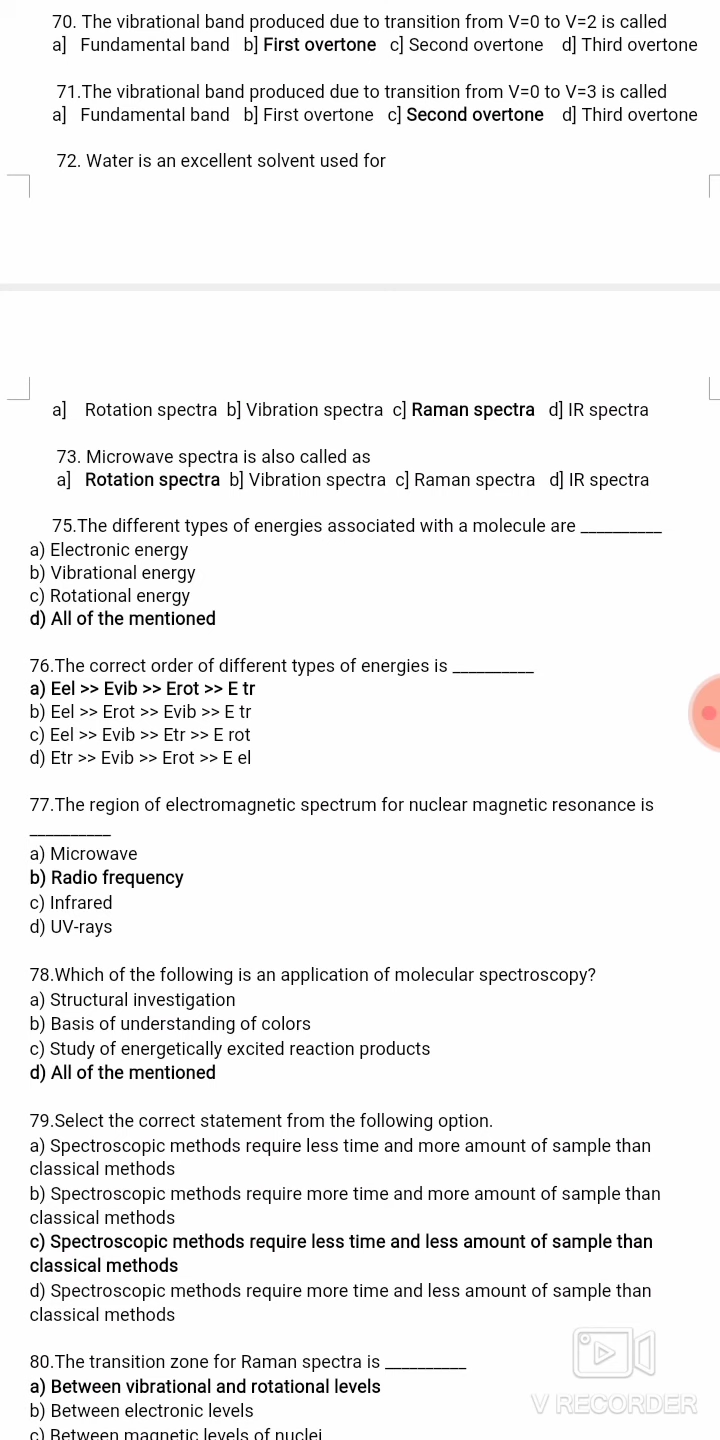 70. The vibrational band produced due to transition from V=0 to V=2 is called
a] Fundamental band b] First overtone c] Second overtone d] Third overtone
71.The vibrational band produced due to transition from V=0 to V=3 is called
a] Fundamental band b] First overtone c] Second overtone d] Third overtone
72. Water is an excellent solvent used for
a] Rotation spectra b] Vibration spectra c] Raman spectra d] IR spectra
73. Microwave spectra is also called as
a] Rotation spectra b] Vibration spectra c] Raman spectra d] IR spectra
75.The different types of energies associated with a molecule are __________
a) Electronic energy
b) Vibrational energy
c) Rotational energy
d) All of the mentioned
76.The correct order of different types of energies is __________
a) Eel >> Evib >> Erot >> E tr
b) Eel >> Erot >> Evib >> E tr
c) Eel >> Evib >> Etr >> E rot
d) Etr >> Evib >> Erot >> E el
77.The region of electromagnetic spectrum for nuclear magnetic resonance is
__________
a) Microwave
b) Radio frequency
c) Infrared
d) UV-rays
78.Which of the following is an application of molecular spectroscopy?
a) Structural investigation
b) Basis of understanding of colors
c) Study of energetically excited reaction products
d) All of the mentioned
79.Select the correct statement from the following option.
a) Spectroscopic methods require less time and more amount of sample than
classical methods
b) Spectroscopic methods require more time and more amount of sample than
classical methods
c) Spectroscopic methods require less time and less amount of sample than
classical methods
d) Spectroscopic methods require more time and less amount of sample than
classical methods
80.The transition zone for Raman spectra is __________
a) Between vibrational and rotational levels
b) Between electronic levels
c) Between magnetic levels of nuclei
V RECORDER